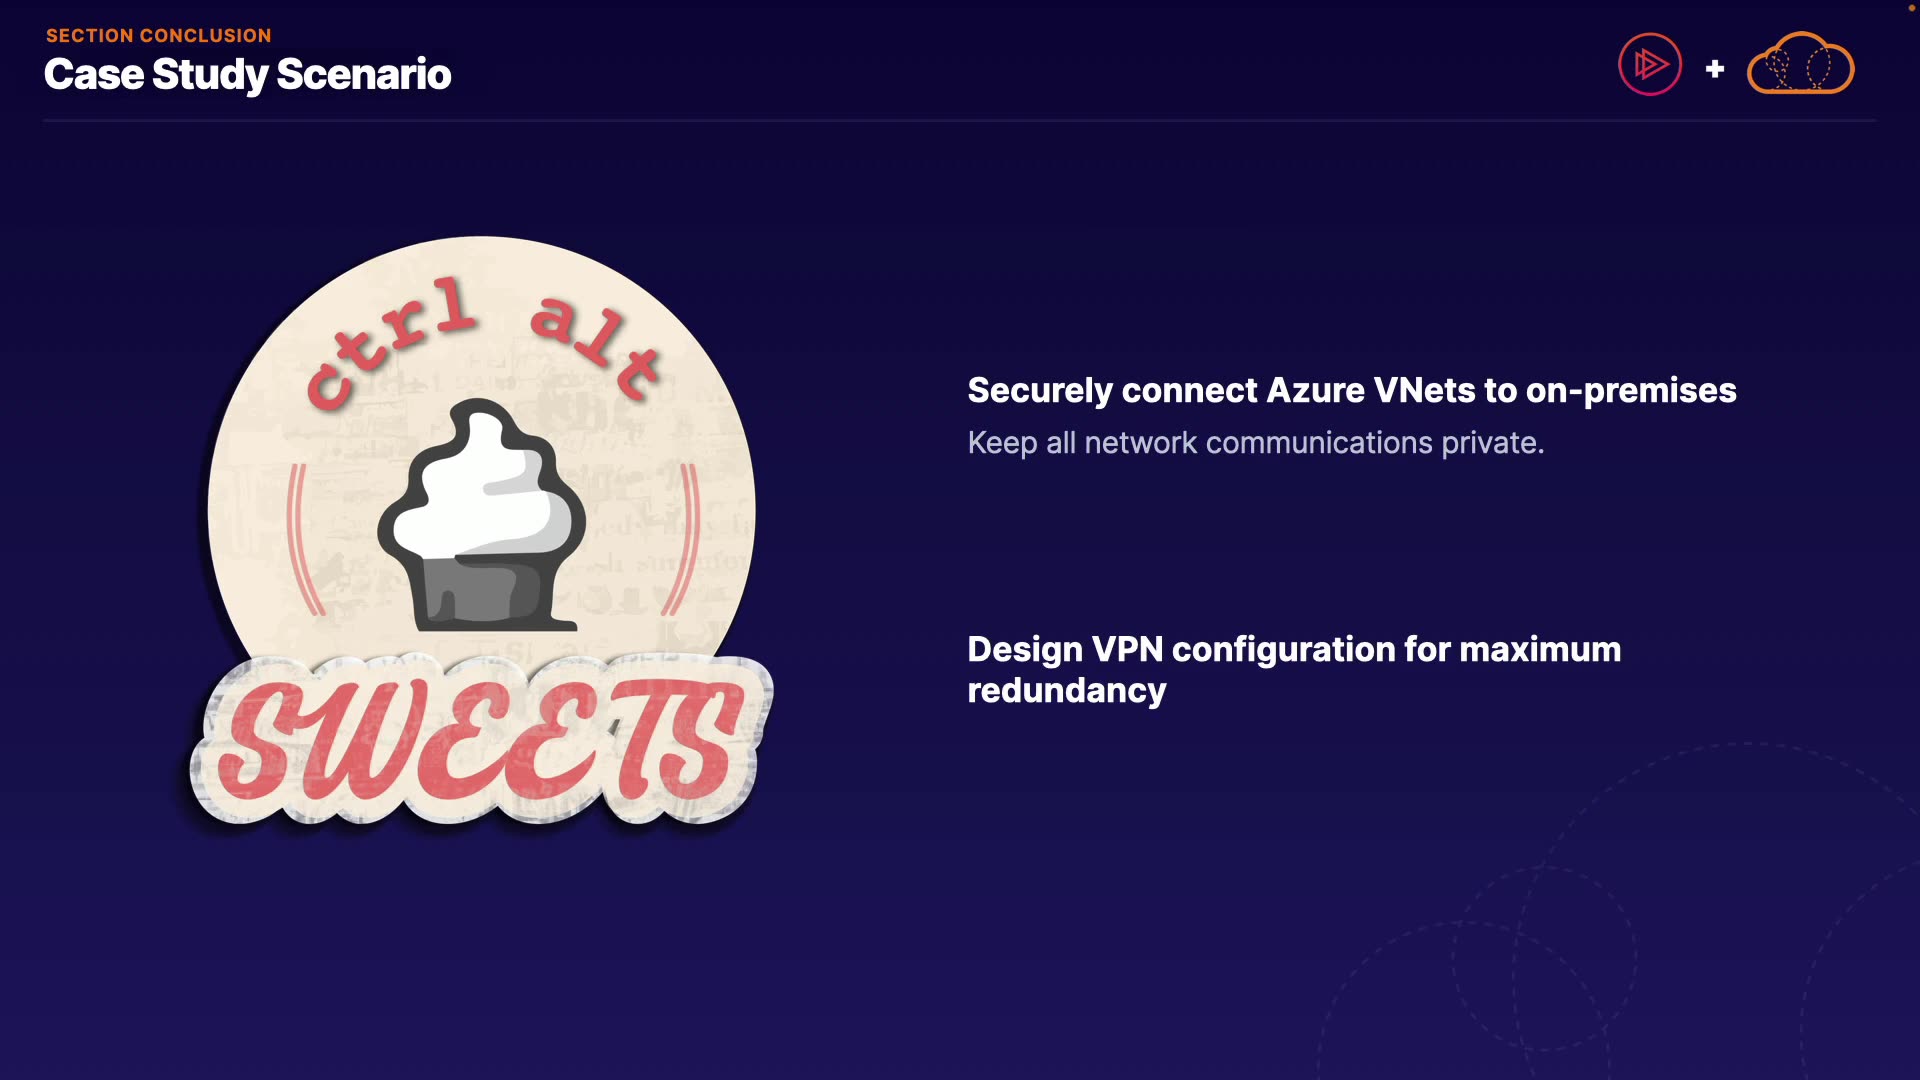 SECTION CONCLUSION
Case Study Scenario
ctrl alt
SWEETS
Securely connect Azure VNets to on-premises
Keep all network communications private.
Design VPN configuration for maximum
redundancy